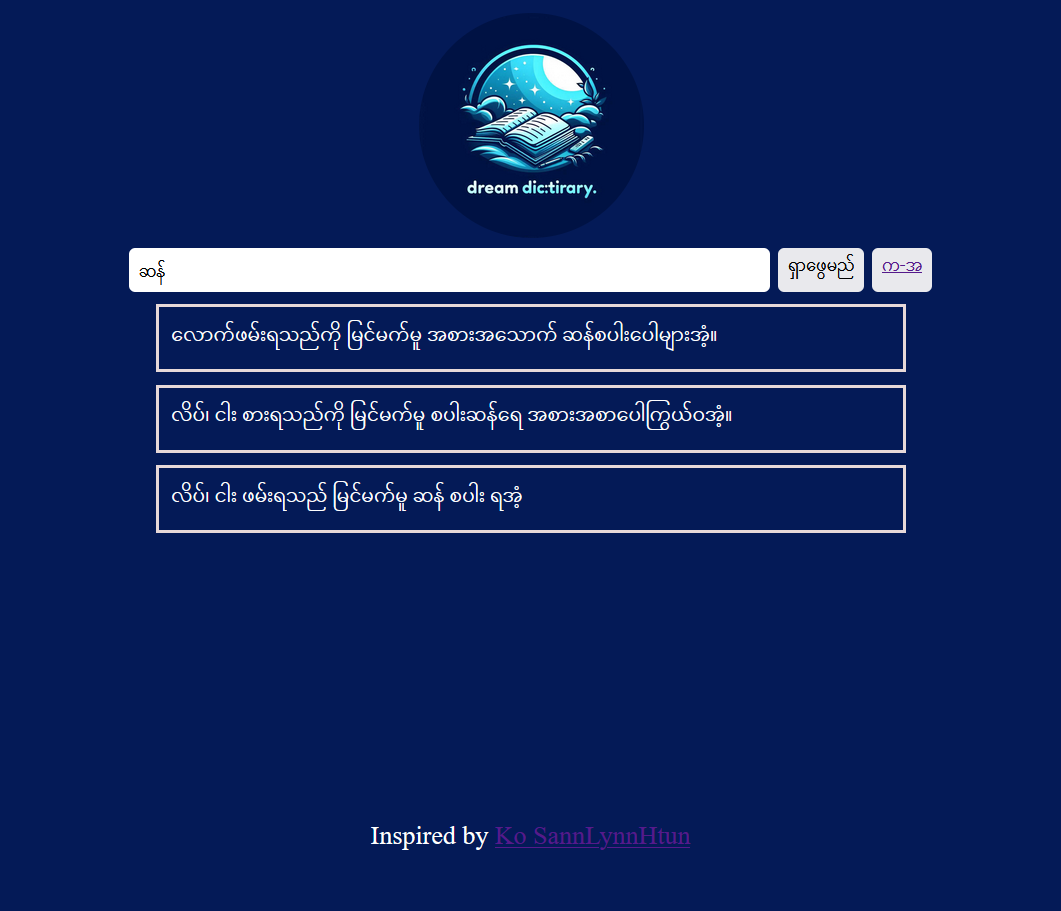 dream dic:tirary.
ဆန်
ရှာဖွေမည်
က-အ
လောက်ဖမ်းရသည်ကို မြင်မက်မူ အစားအသောက် ဆန်စပါးပေါများအံ့။
လိပ်၊ ငါး စားရသည်ကို မြင်မက်မူ စပါးဆန်ရေ အစားအစာပေါကြွယ်ဝအံ့။
လိပ်၊ ငါး ဖမ်းရသည် မြင်မက်မူ ဆန် စပါး ရအံ့
Inspired by Ko SannLynnHtun